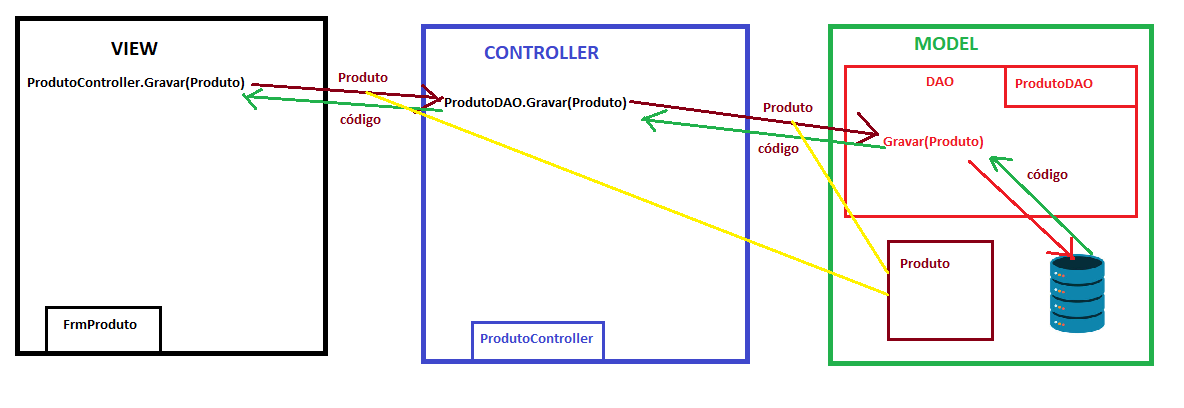 VIEW
ProdutoController.Gravar(Produto)
FrmProduto
Produto
código
CONTROLLER
ProdutoDAO.Gravar(Produto)
ProdutoController
Produto
código
MODEL
DAO
ProdutoDAO
Gravar(Produto)
código
Produto